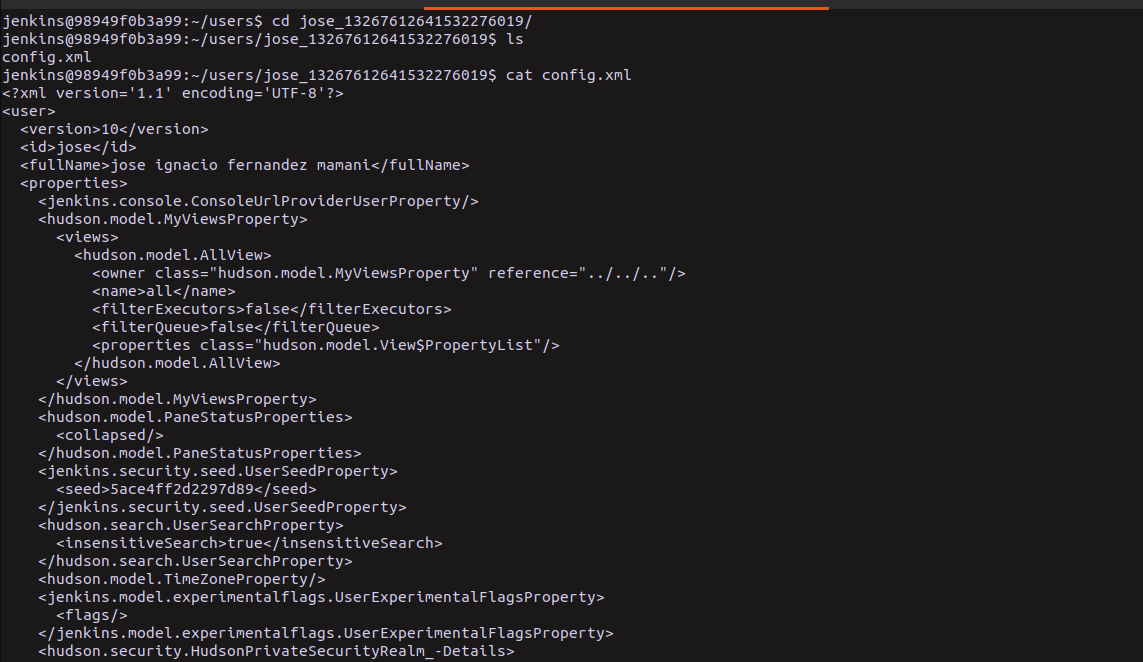 jenkins@98949f0b3a99:~/users$ cd jose_13267612641532276019/
jenkins@98949f0b3a99:~/users/jose_13267612641532276019$ ls
config.xml
jenkins@98949f0b3a99:~/users/jose_13267612641532276019$ cat config.xml
<?xml version='1.1' encoding='UTF-8'?>
<user>
  <version>10</version>
  <id>jose</id>
  <fullName>jose ignacio fernandez mamani</fullName>
  <properties>
    <jenkins.console.ConsoleUrlProviderUserProperty/>
    <hudson.model.MyViewsProperty>
      <views>
        <hudson.model.AllView>
          <owner class="hudson.model.MyViewsProperty" reference="../../.."/>
          <name>all</name>
          <filterExecutors>false</filterExecutors>
          <filterQueue>false</filterQueue>
          <properties class="hudson.model.View$PropertyList"/>
        </hudson.model.AllView>
      </views>
    </hudson.model.MyViewsProperty>
    <hudson.model.PaneStatusProperties>
      <collapsed/>
    </hudson.model.PaneStatusProperties>
    <jenkins.security.seed.UserSeedProperty>
      <seed>5ace4ff2d2297d89</seed>
    </jenkins.security.seed.UserSeedProperty>
    <hudson.search.UserSearchProperty>
      <insensitiveSearch>true</insensitiveSearch>
    </hudson.search.UserSearchProperty>
    <hudson.model.TimeZoneProperty/>
    <jenkins.model.experimentalflags.UserExperimentalFlagsProperty>
      <flags/>
    </jenkins.model.experimentalflags.UserExperimentalFlagsProperty>
    <hudson.security.HudsonPrivateSecurityRealm_-Details>